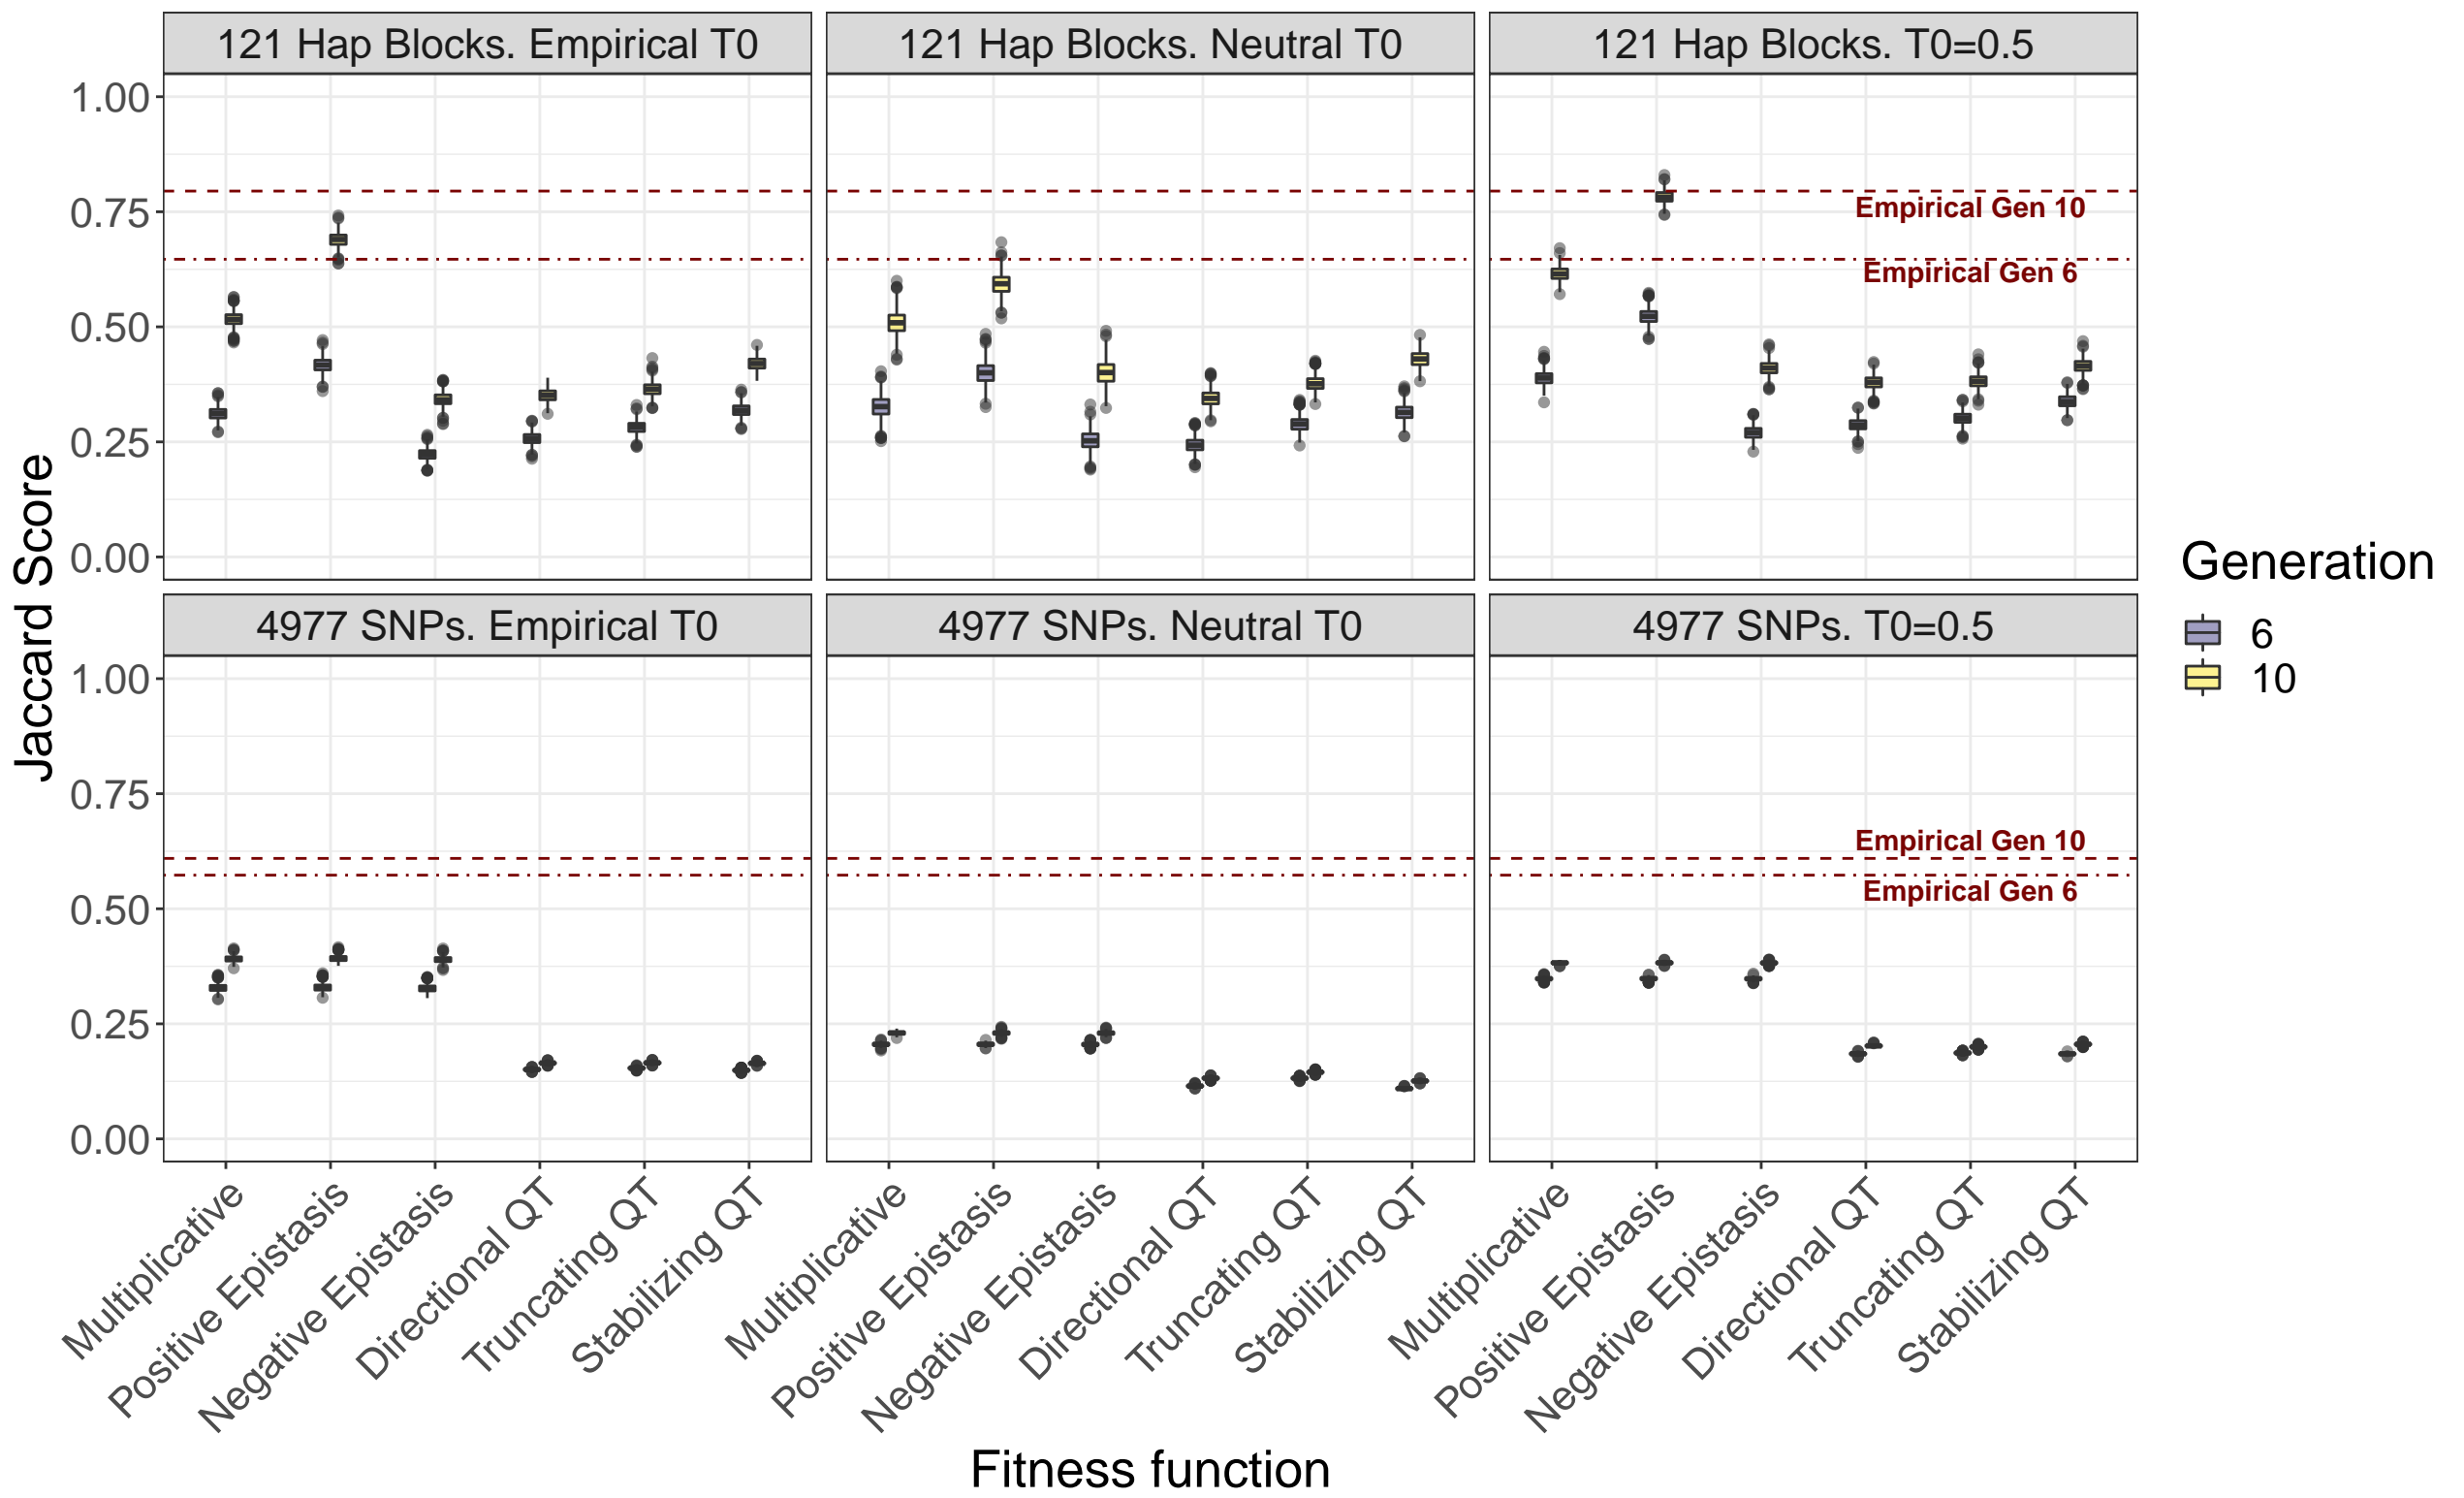 121 Hap Blocks. Empirical T0
121 Hap Blocks. Neutral T0
121 Hap Blocks. T0=0.5
1.00
0.75
0.50
0.25
0.00
Empirical Gen 10
Empirical Gen 6
4977 SNPs. Empirical T0
4977 SNPs. Neutral T0
4977 SNPs. T0=0.5
1.00
0.75
0.50
0.25
0.00
Empirical Gen 10
Empirical Gen 6
Jaccard Score
Multiplicative
Positive Epistasis
Negative Epistasis
Directional QT
Truncating QT
Stabilizing QT
Multiplicative
Positive Epistasis
Negative Epistasis
Directional QT
Truncating QT
Stabilizing QT
Multiplicative
Positive Epistasis
Negative Epistasis
Directional QT
Truncating QT
Stabilizing QT
Fitness function
Generation
6
10